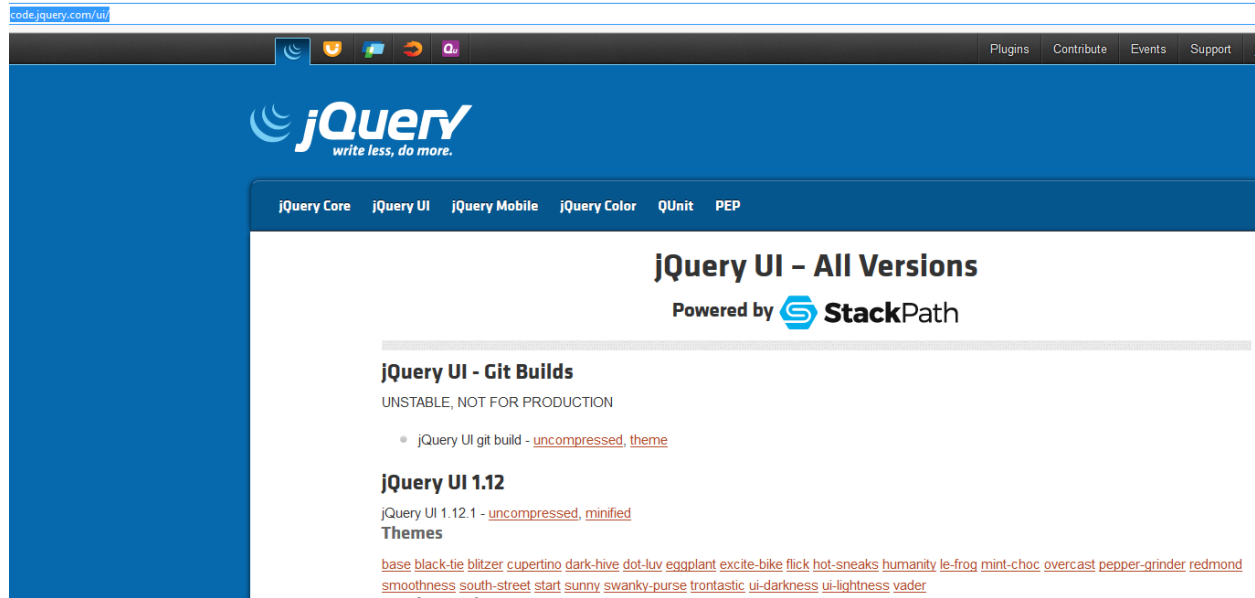 code.jquery.com/ui/
Plugins Contribute Events Support
jQuery
write less, do more.
jQuery Core jQuery UI jQuery Mobile jQuery Color QUnit PEP
jQuery UI – All Versions
Powered by StackPath
jQuery UI - Git Builds
UNSTABLE, NOT FOR PRODUCTION
jQuery UI git build - uncompressed, theme
jQuery UI 1.12
jQuery UI 1.12.1 - uncompressed, minified
Themes
base black-tie blitzer cupertino dark-hive dot-luv eggplant excite-bike flick hot-sneaks humanity le-frog mint-choc overcast pepper-grinder redmond
smoothness south-street start sunny swanky-purse trontastic ui-darkness ui-lightness vader